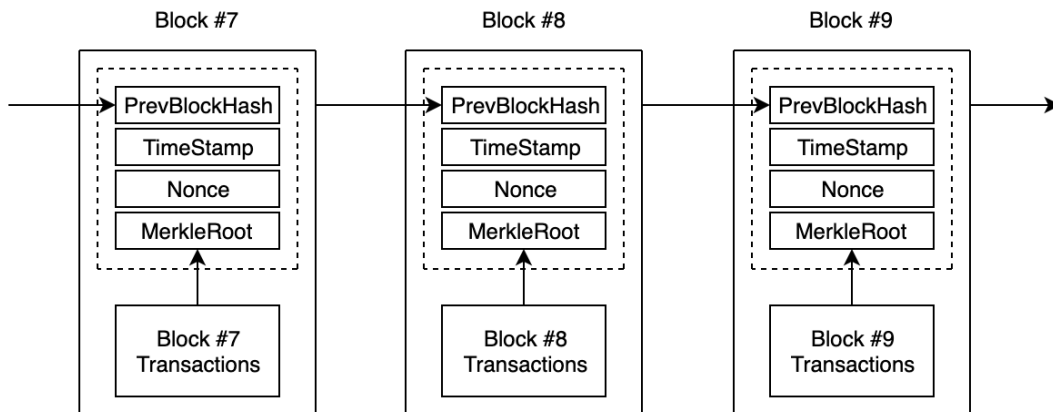 Block #7
Block #8
Block #9
PrevBlockHash
TimeStamp
Nonce
MerkleRoot
Block #7
Transactions
PrevBlockHash
TimeStamp
Nonce
MerkleRoot
Block #8
Transactions
PrevBlockHash
TimeStamp
Nonce
MerkleRoot
Block #9
Transactions